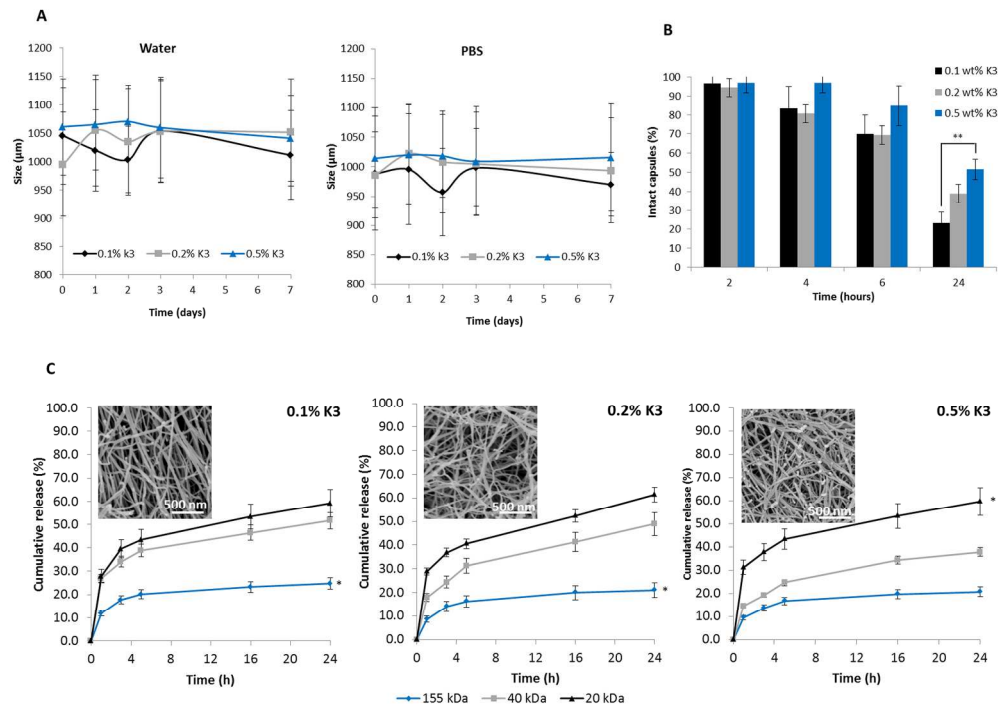 A
Water
1200
1150
1100
1050
1000
950
900
850
800
Size (µm)
0.1% k3
0.2% K3
0.5% K3
0 1 2 3 4 5 6 7
Time (days)
PBS
1200
1150
1100
1050
1000
950
900
850
800
Size (µm)
0.1% k3
0.2% K3
0.5% K3
0 1 2 3 4 5 6 7
Time (days)
B
0.1 wt% K3
0.2 wt% K3
0.5 wt% K3
100
90
80
70
60
50
40
30
20
10
0
Intact capsules (%)
**
2 4 6 24
Time (hours)
C
0.1% K3
100.0
90.0
80.0
70.0
60.0
50.0
40.0
30.0
20.0
10.0
0.0
Cumulative release (%)
500 nm
*
0 4 8 12 16 20 24
Time (h)
0.2% K3
100.0
90.0
80.0
70.0
60.0
50.0
40.0
30.0
20.0
10.0
0.0
Cumulative release (%)
500 nm
*
0 4 8 12 16 20 24
Time (h)
0.5% K3
100.0
90.0
80.0
70.0
60.0
50.0
40.0
30.0
20.0
10.0
0.0
Cumulative release (%)
500nm
*
0 4 8 12 16 20 24
Time (h)
155 kDa
40 kDa
20 kDa